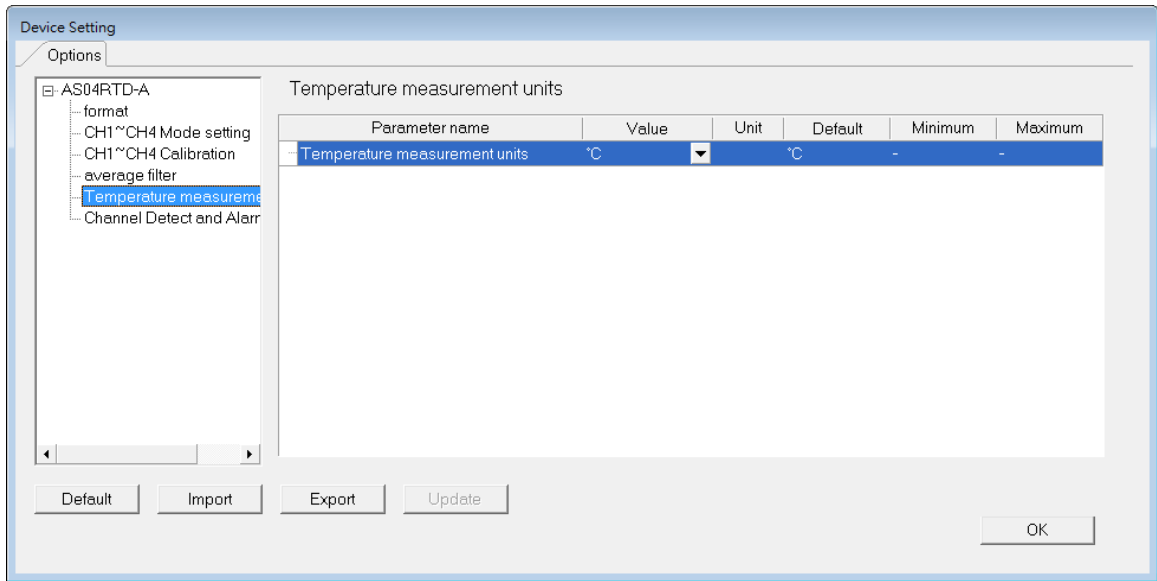 Device Setting
Options
AS04RTD-A
format
CH1~CH4 Mode setting
CH1~CH4 Calibration
average filter
Temperature measureme
Channel Detect and Alarr
Temperature measurement units
Parameter name Value Unit Default Minimum Maximum
Temperature measurement units °C °C - -
Default Import Export Update
OK